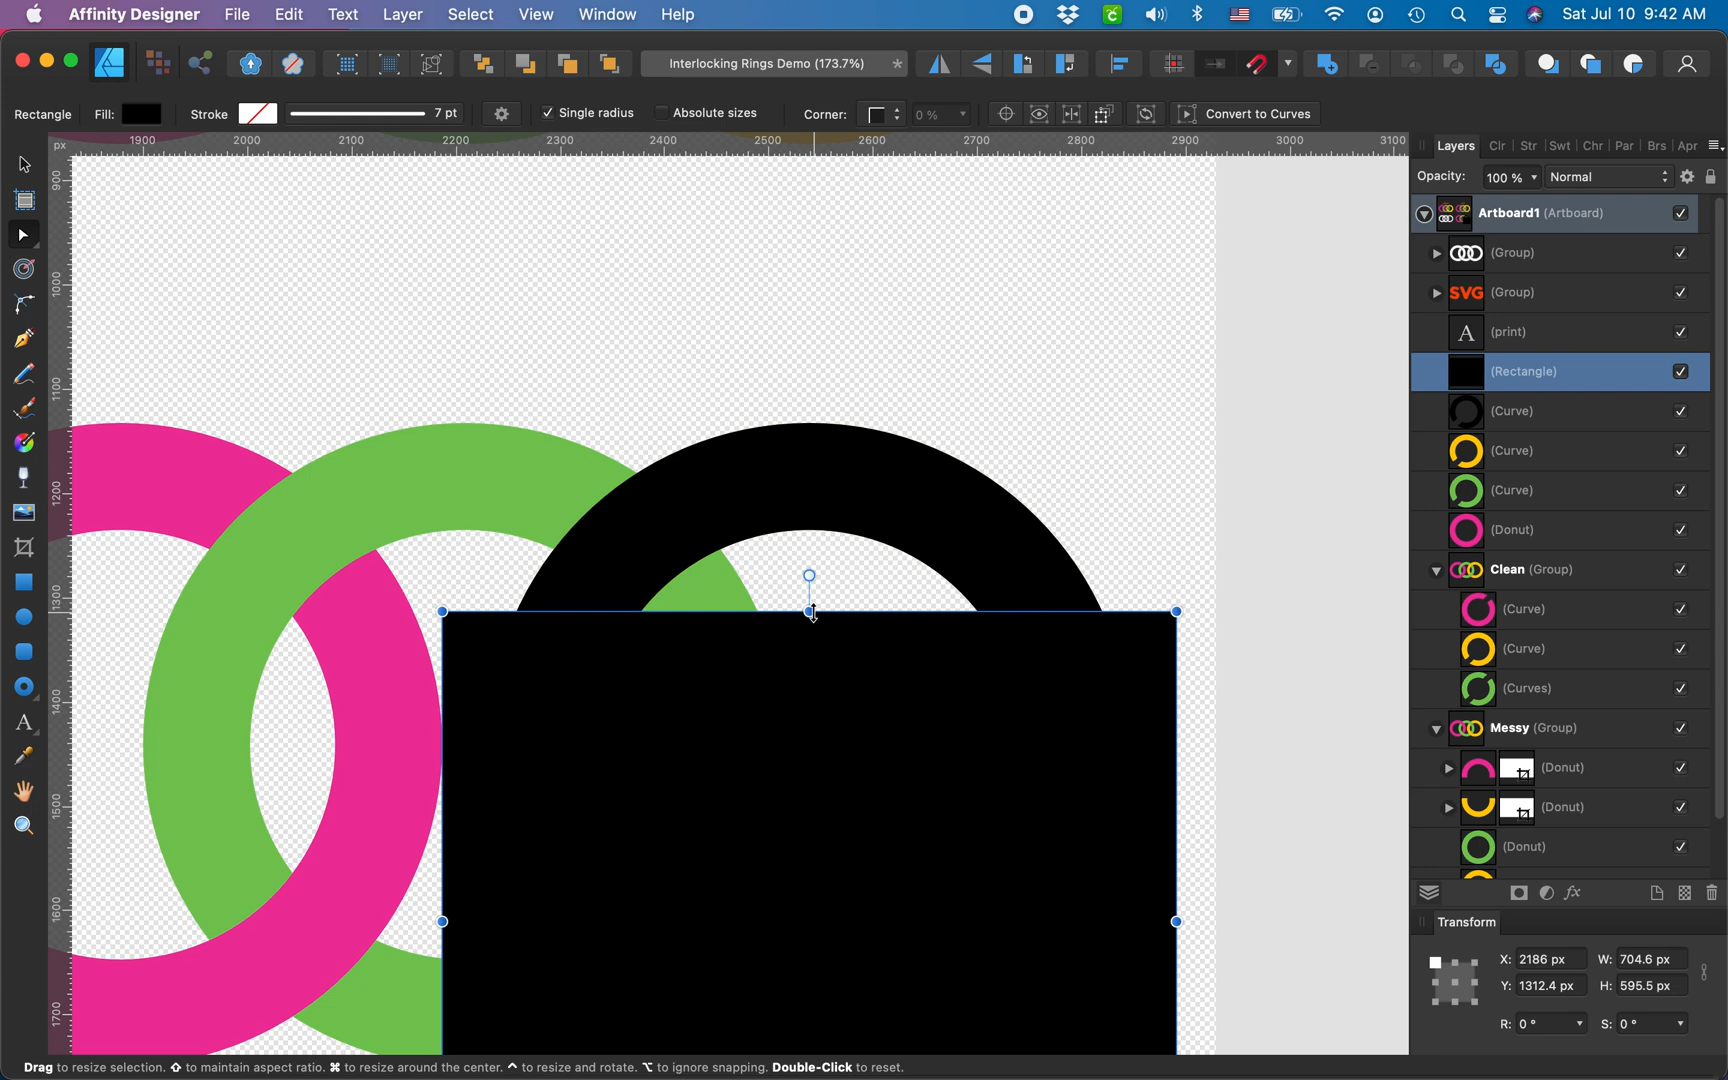 Affinity Designer File Edit Text Layer Select View Window Help Sat Jul 10 9:42 AM
Interlocking Rings Demo (173.7%) *
Rectangle Fill: Stroke 7 pt Single radius Absolute sizes Corner: 0 % Convert to Curves
px 1900 2000 2100 2200 2300 2400 2500 2600 2700 2800 2900 3000 3100
900
1000
1100
1200
1300
1400
1500
1600
1700
Layers Clr Str Swt Chr Par Brs Apr
Opacity: 100 % Normal
Artboard1 (Artboard)
(Group)
SVG (Group)
A (print)
(Rectangle)
(Curve)
(Curve)
(Curve)
(Donut)
Clean (Group)
(Curve)
(Curve)
(Curves)
Messy (Group)
(Donut)
(Donut)
(Donut)
fx
Transform
X: 2186 px W: 704.6 px
Y: 1312.4 px H: 595.5 px
R: 0 ° S: 0 °
Drag to resize selection. ⇧ to maintain aspect ratio. ⌘ to resize around the center. ^ to resize and rotate. ⌥ to ignore snapping. Double-Click to reset.